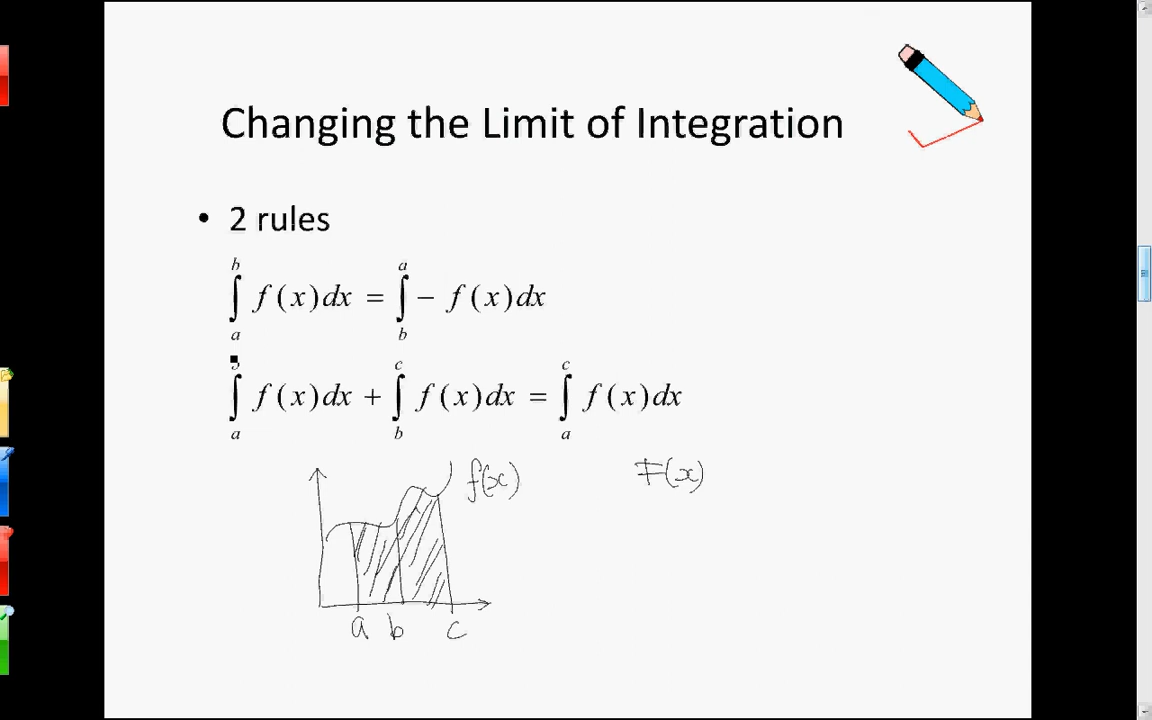 Changing the Limit of Integration
• 2 rules
∫_a^b f(x)dx = ∫_b^a − f(x)dx
∫_a^b f(x)dx + ∫_b^c f(x)dx = ∫_a^c f(x)dx
f(x) F(x)
a b c